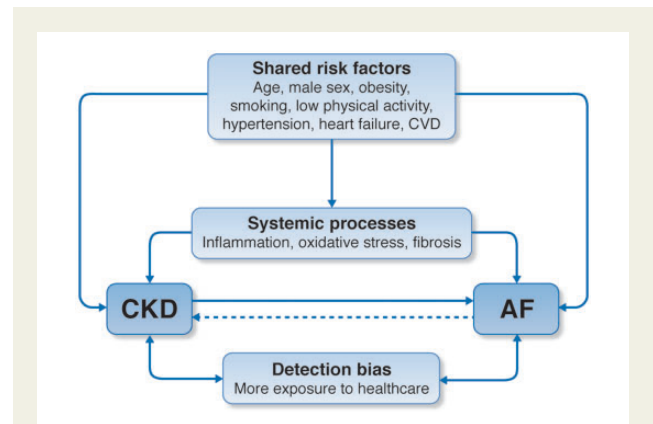 Shared risk factors
Age, male sex, obesity,
smoking, low physical activity,
hypertension, heart failure, CVD
Systemic processes
Inflammation, oxidative stress, fibrosis
CKD
AF
Detection bias
More exposure to healthcare